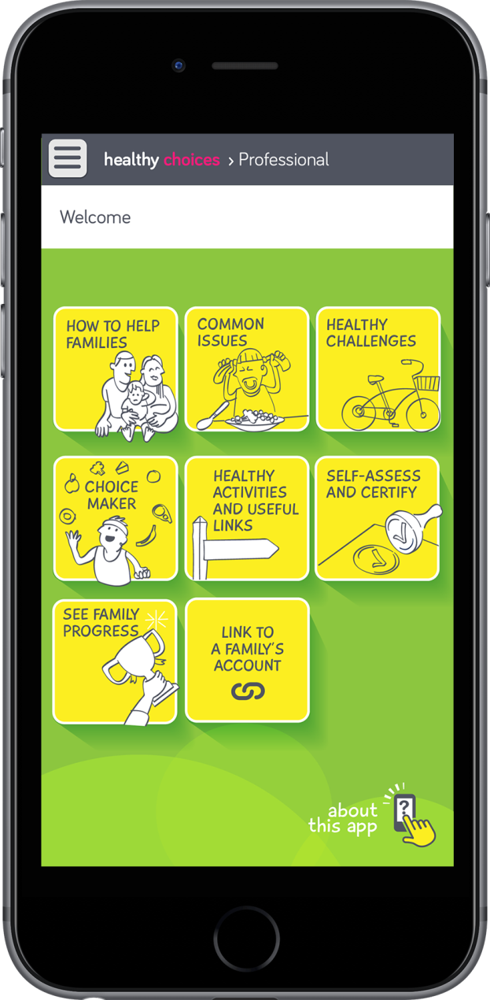 healthy choices › Professional
Welcome
HOW TO HELP
FAMILIES
COMMON
ISSUES
HEALTHY
CHALLENGES
CHOICE
MAKER
HEALTHY
ACTIVITIES
AND USEFUL
LINKS
SELF-ASSESS
AND CERTIFY
SEE FAMILY
PROGRESS
LINK TO
A FAMILY'S
ACCOUNT
about
this app
?